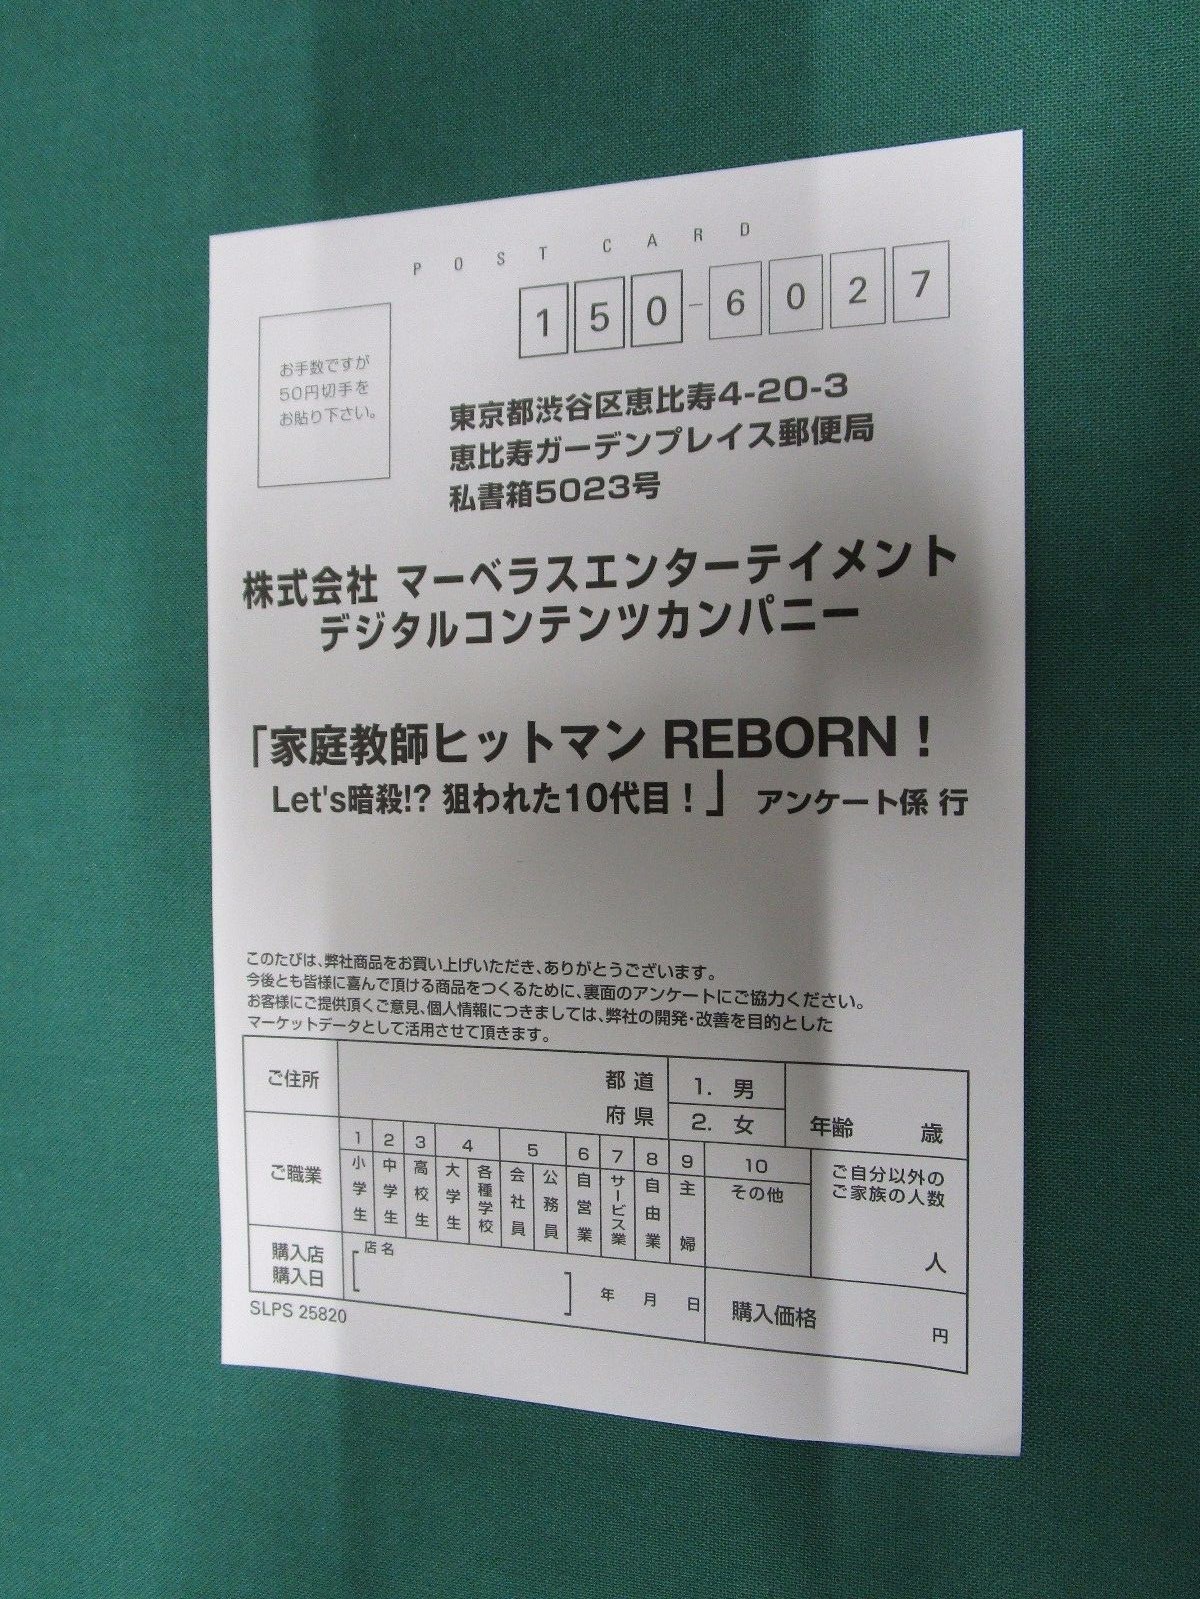 POST CARD
150-6027
お手数ですが
50円切手を
お貼り下さい。
東京都渋谷区恵比寿4-20-3
恵比寿ガーデンプレイス郵便局
私書箱5023号
株式会社 マーベラスエンターテイメント
デジタルコンテンツカンパニー
「家庭教師ヒットマン REBORN！
Let's暗殺!? 狙われた10代目！」 アンケート係 行
このたびは、弊社商品をお買い上げいただき、ありがとうございます。
今後とも皆様に喜んで頂ける商品をつくるために、裏面のアンケートにご協力ください。
お客様にご提供頂くご意見、個人情報につきましては、弊社の開発・改善を目的とした
マーケットデータとして活用させて頂きます。
ご住所
都道
府県
1. 男
2. 女
年齢 歳
ご職業
1 小学生
2 中学生
3 高校生
4 大学生 各種学校
5 会社員 公務員
6 自営業
7 サービス業
8 自由業
9 主婦
10 その他
ご自分以外の
ご家族の人数
人
購入店
購入日
店名
[ ]
年 月 日
購入価格
円
SLPS 25820